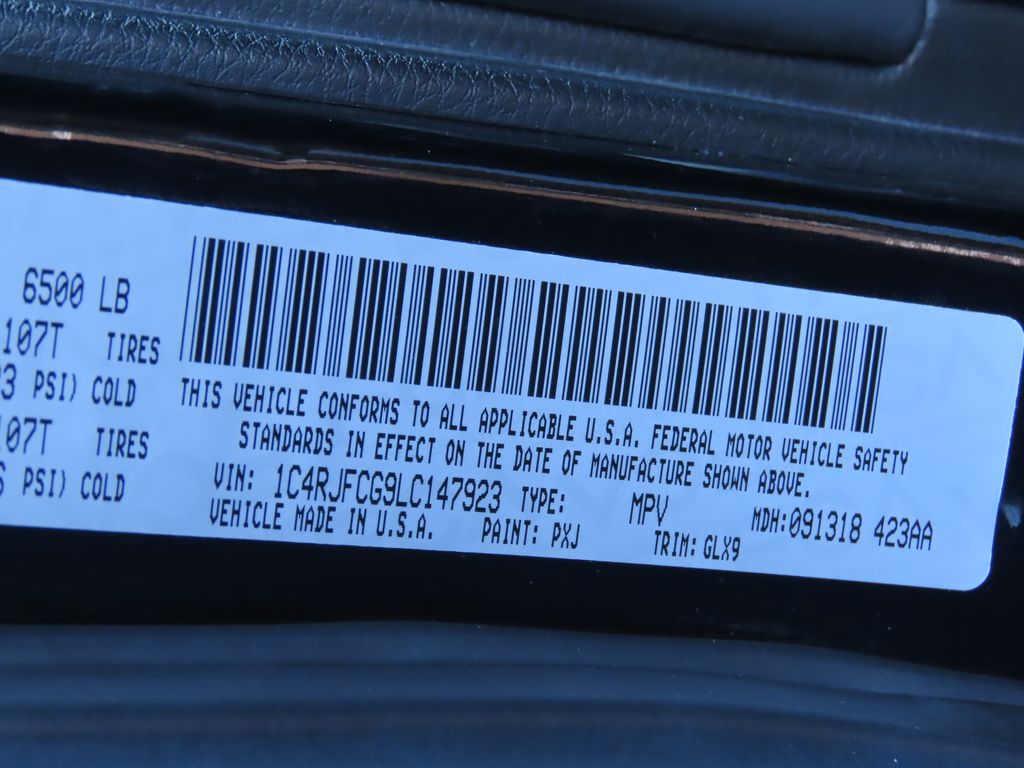 6500 LB
107T TIRES
3 PSI) COLD
07T TIRES
PSI) COLD
THIS VEHICLE CONFORMS TO ALL APPLICABLE U.S.A. FEDERAL MOTOR VEHICLE SAFETY
STANDARDS IN EFFECT ON THE DATE OF MANUFACTURE SHOWN ABOVE.
VIN: 1C4RJFCG9LC147923 TYPE: MPV MDH:091318 423AA
VEHICLE MADE IN U.S.A. PAINT: PXJ TRIM: GLX9